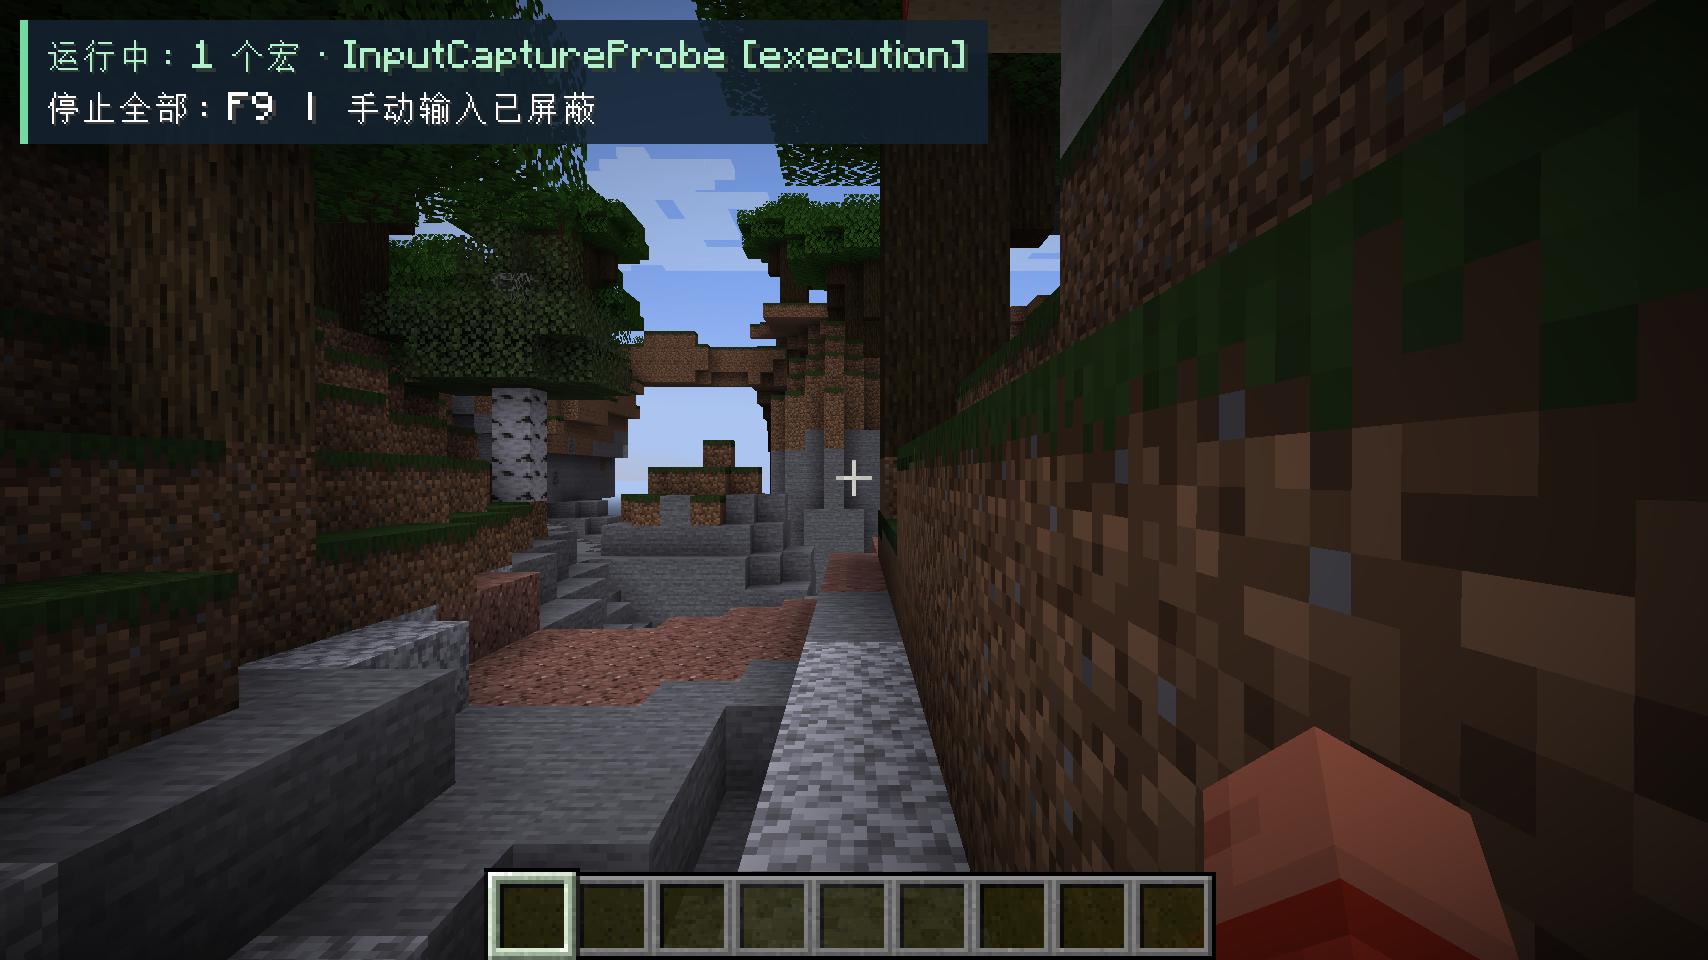 运行中: 1 个宏 · InputCaptureProbe [execution]
停止全部: F9 | 手动输入已屏蔽